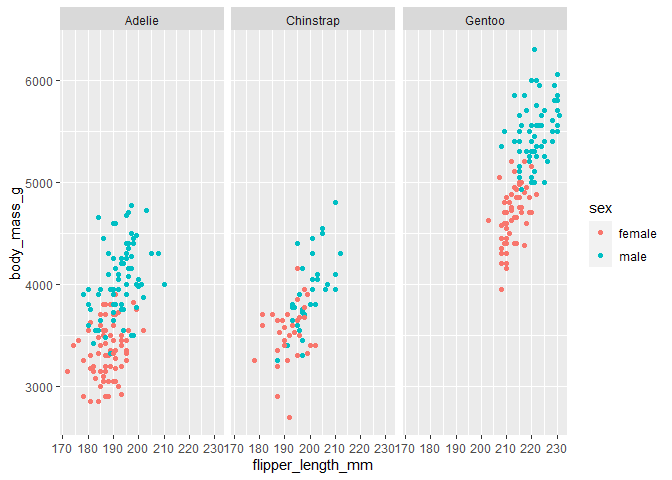 Adelie Chinstrap Gentoo
6000
5000
4000
3000
body_mass_g
sex
female
male
170 180 190 200 210 220 230 170 180 190 200 210 220 230 170 180 190 200 210 220 230
flipper_length_mm